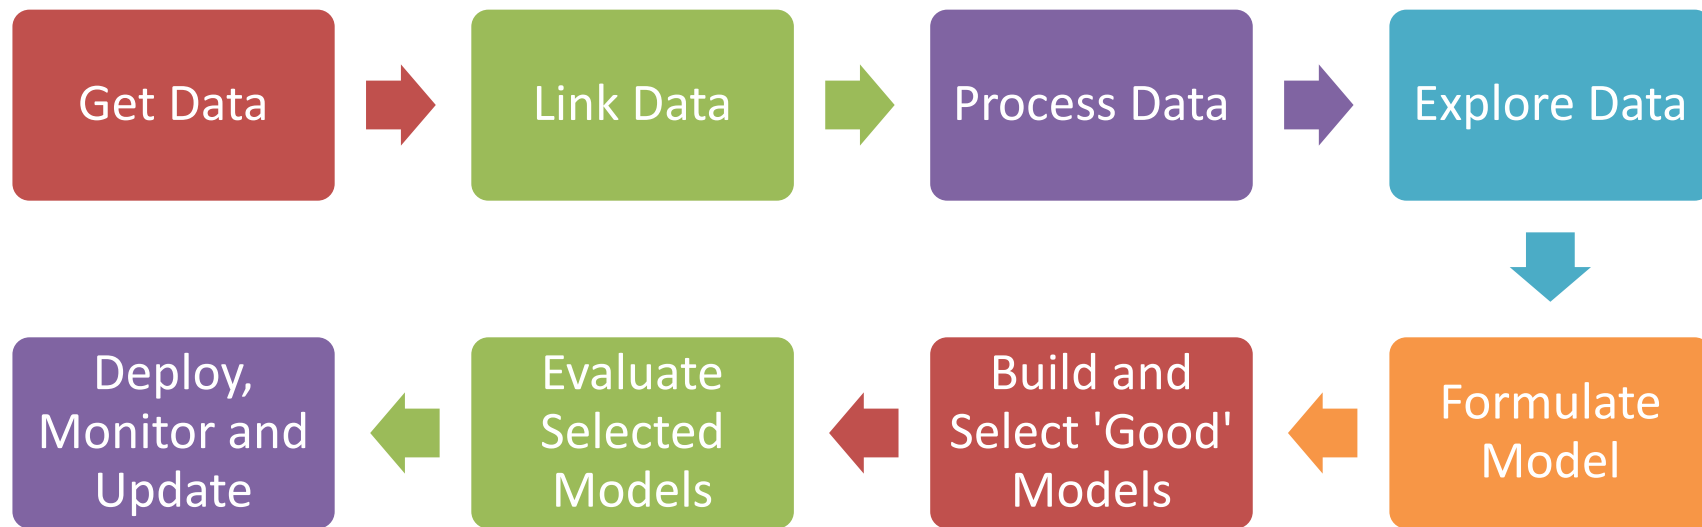 Get Data
Link Data
Process Data
Explore Data
Formulate
Model
Build and
Select 'Good'
Models
Evaluate
Selected
Models
Deploy,
Monitor and
Update